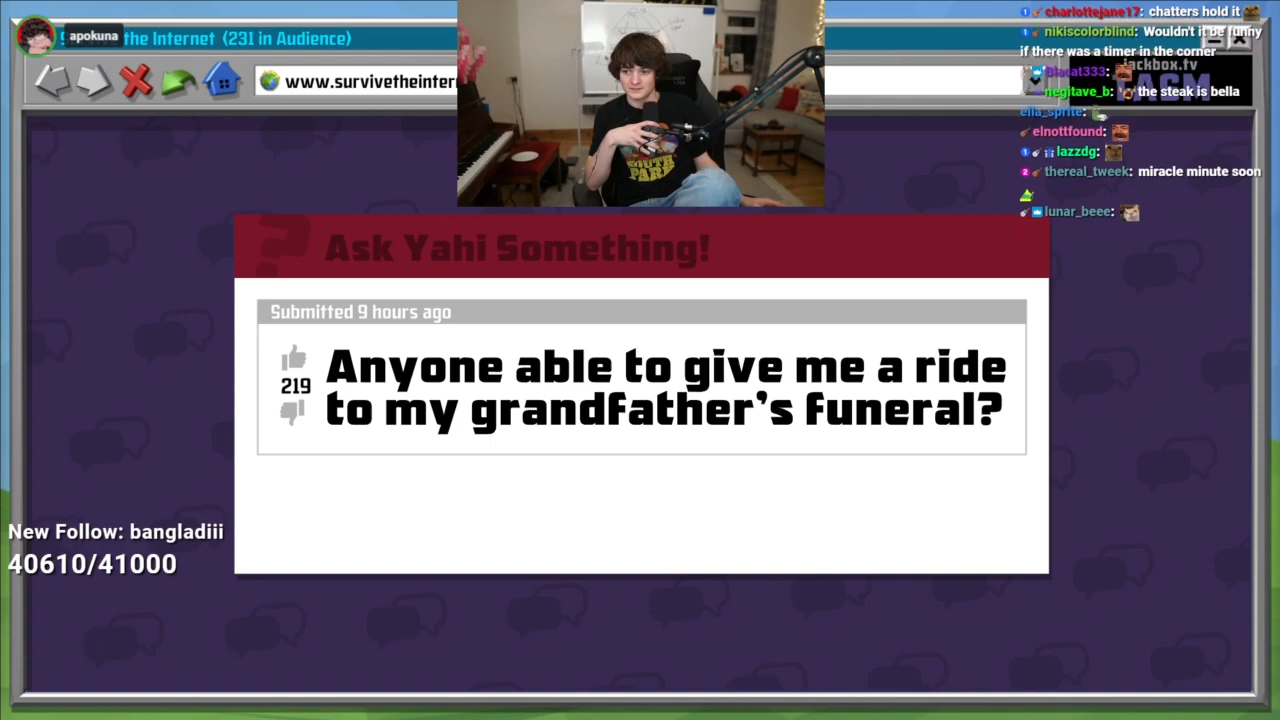 apokuna
the Internet (231 in Audience)
www.survivetheinter
jackbox.tv
SOUTH
PARK
charlottejane17: chatters hold it
nikiscolorblind: Wouldn't it be funny
if there was a timer in the corner
negitave_b: the steak is bella
ella_sprite:
elnottfound:
lazzdg:
thereal_tweek: miracle minute soon
lunar_beee:
Ask Yahi Something!
Submitted 9 hours ago
219
Anyone able to give me a ride
to my grandfather's funeral?
New Follow: bangladiii
40610/41000